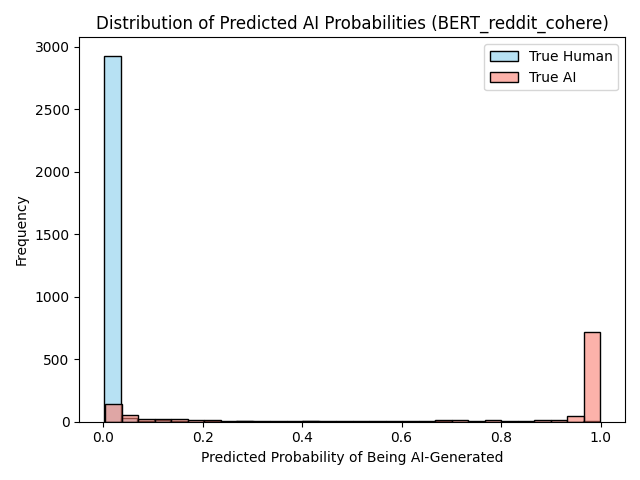 Distribution of Predicted AI Probabilities (BERT_reddit_cohere)
True Human
True AI
Frequency
3000
2500
2000
1500
1000
500
0
0.0 0.2 0.4 0.6 0.8 1.0
Predicted Probability of Being AI-Generated